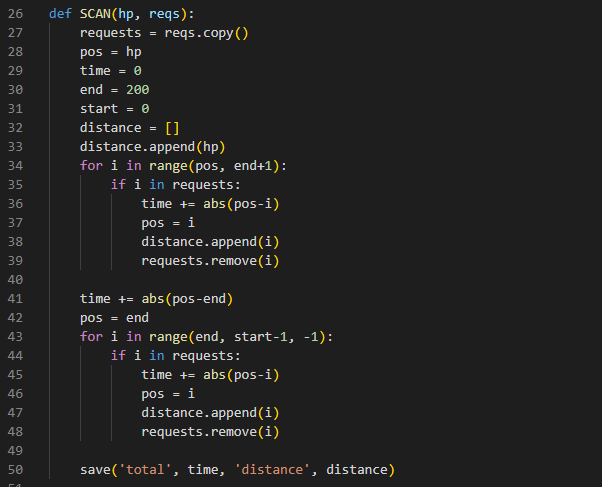 26 def SCAN(hp, reqs):
27     requests = reqs.copy()
28     pos = hp
29     time = 0
30     end = 200
31     start = 0
32     distance = []
33     distance.append(hp)
34     for i in range(pos, end+1):
35         if i in requests:
36             time += abs(pos-i)
37             pos = i
38             distance.append(i)
39             requests.remove(i)
40
41     time += abs(pos-end)
42     pos = end
43     for i in range(end, start-1, -1):
44         if i in requests:
45             time += abs(pos-i)
46             pos = i
47             distance.append(i)
48             requests.remove(i)
49
50     save('total', time, 'distance', distance)